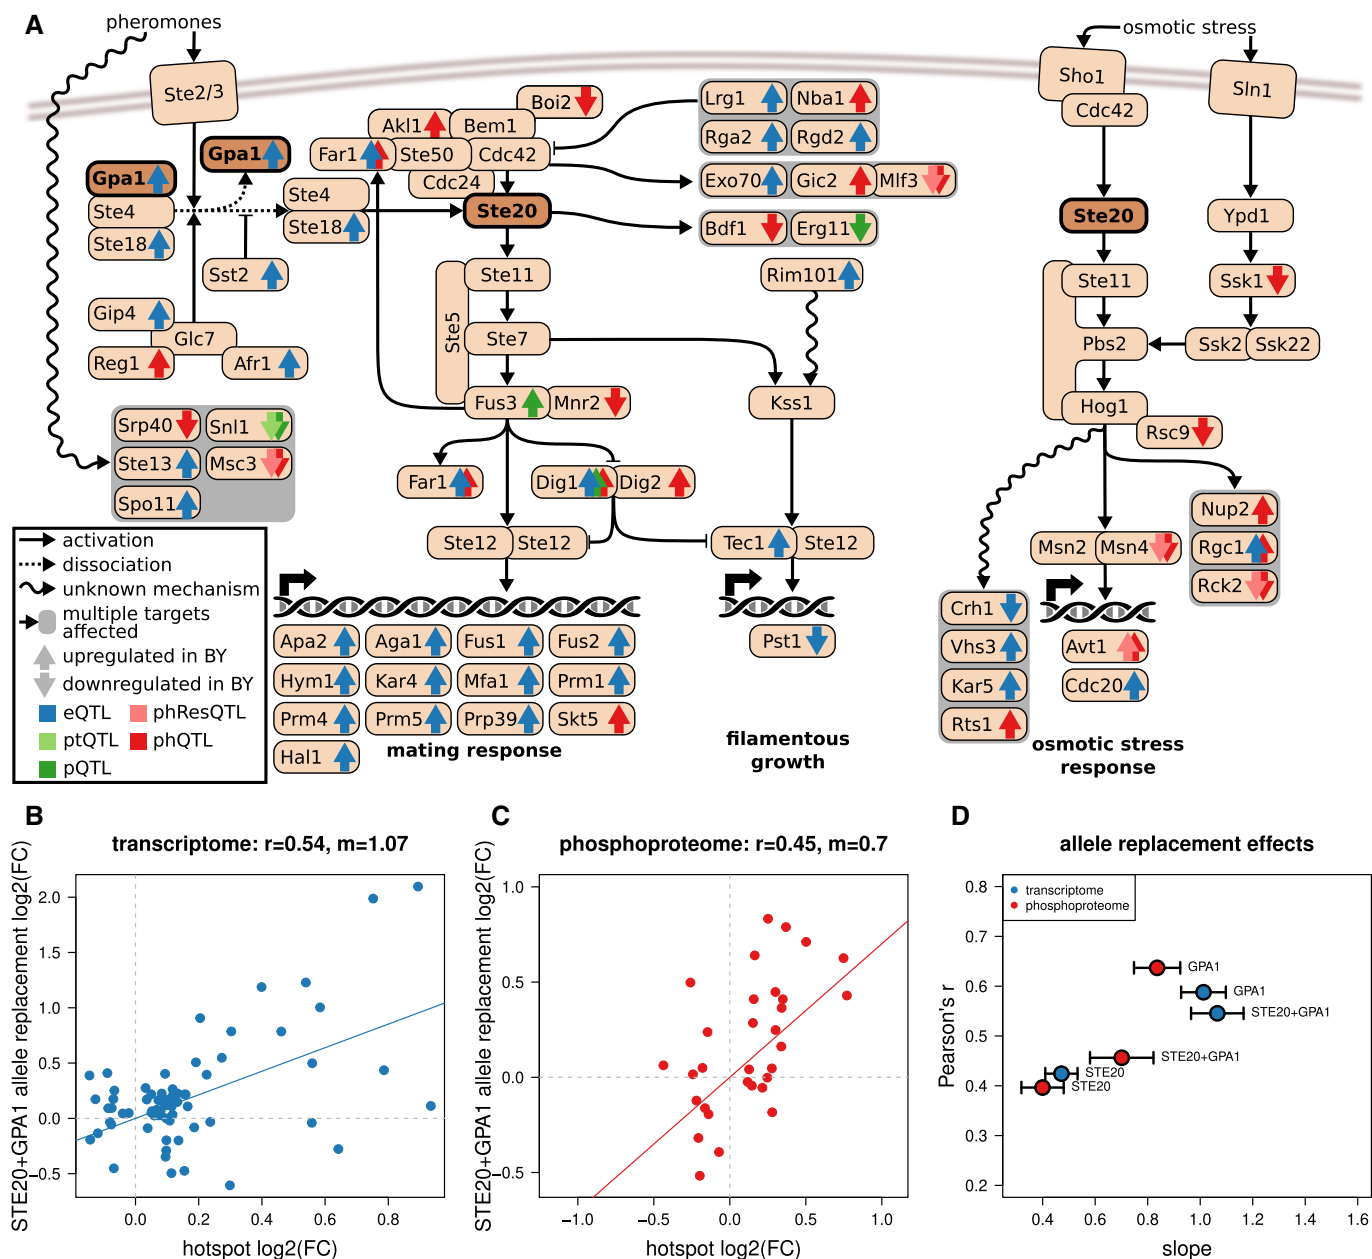 A
pheromones
osmotic stress
Ste2/3
Sho1
Sln1
Cdc42
Boi2
Akl1
Bem1
Far1
Ste50
Cdc42
Cdc24
Lrg1
Nba1
Rga2
Rgd2
Exo70
Gic2
Mlf3
Bdf1
Erg11
Gpa1
Gpa1
Ste4
Ste18
Ste4
Ste18
Ste20
Sst2
Ste20
Ypd1
Gip4
Glc7
Reg1
Afr1
Ste5
Ste11
Ste7
Fus3
Mnr2
Rim101
Kss1
Ste11
Pbs2
Hog1
Rsc9
Ssk1
Ssk2
Ssk22
Srp40
Snl1
Ste13
Msc3
Spo11
Far1
Dig1
Dig2
Ste12
Ste12
Tec1
Ste12
Msn2
Msn4
Nup2
Rgc1
Rck2
activation
dissociation
unknown mechanism
multiple targets
affected
upregulated in BY
downregulated in BY
eQTL
phResQTL
ptQTL
phQTL
pQTL
Apa2
Aga1
Fus1
Fus2
Hym1
Kar4
Mfa1
Prm1
Prm4
Prm5
Prp39
Skt5
Hal1
mating response
Pst1
filamentous
growth
Crh1
Vhs3
Kar5
Rts1
Avt1
Cdc20
osmotic stress
response
B
transcriptome: r=0.54, m=1.07
STE20+GPA1 allele replacement log2(FC)
2.0
1.5
1.0
0.5
0.0
−0.5
0.0
0.2
0.4
0.6
0.8
hotspot log2(FC)
C
phosphoproteome: r=0.45, m=0.7
STE20+GPA1 allele replacement log2(FC)
1.0
0.5
0.0
−0.5
−1.0
−0.5
0.0
0.5
1.0
hotspot log2(FC)
D
allele replacement effects
transcriptome
phosphoproteome
Pearson's r
0.8
0.7
0.6
0.5
0.4
0.3
0.2
GPA1
GPA1
STE20+GPA1
STE20+GPA1
STE20
STE20
0.4
0.6
0.8
1.0
1.2
1.4
1.6
slope